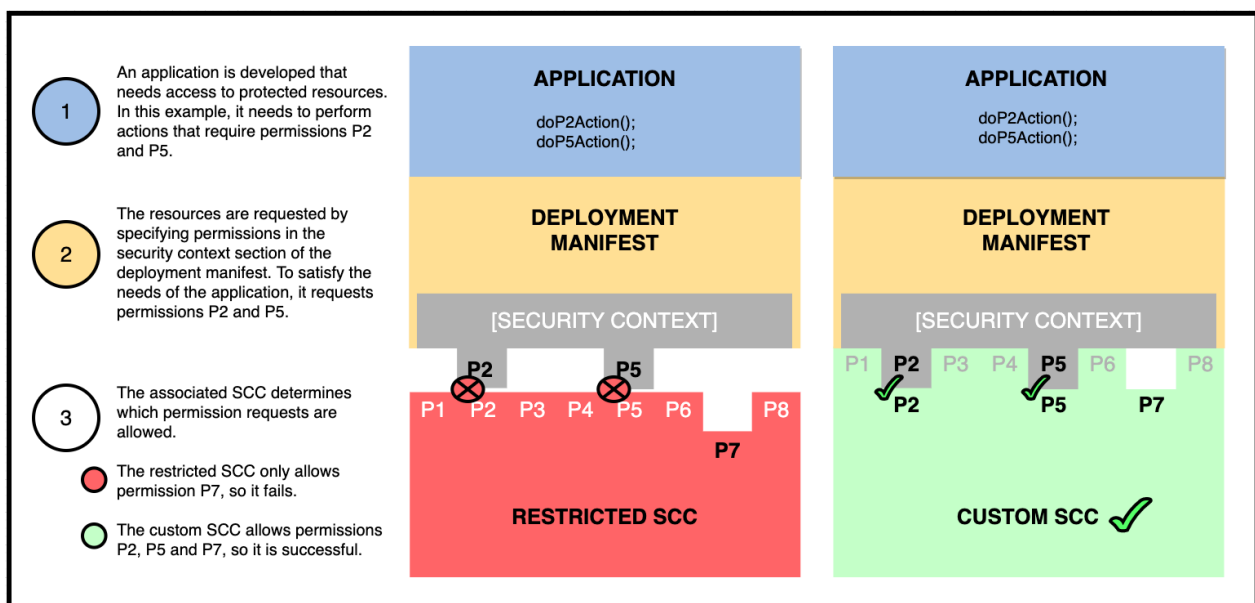 1
An application is developed that
needs access to protected resources.
In this example, it needs to perform
actions that require permissions P2
and P5.
2
The resources are requested by
specifying permissions in the
security context section of the
deployment manifest. To satisfy the
needs of the application, it requests
permissions P2 and P5.
3
The associated SCC determines
which permission requests are
allowed.
The restricted SCC only allows
permission P7, so it fails.
The custom SCC allows permissions
P2, P5 and P7, so it is successful.
APPLICATION
doP2Action();
doP5Action();
DEPLOYMENT
MANIFEST
[SECURITY CONTEXT]
P2 P5
P1 P2 P3 P4 P5 P6 P8
P7
RESTRICTED SCC
APPLICATION
doP2Action();
doP5Action();
DEPLOYMENT
MANIFEST
[SECURITY CONTEXT]
P1 P2 P3 P4 P5 P6 P8
P2 P5 P7
CUSTOM SCC